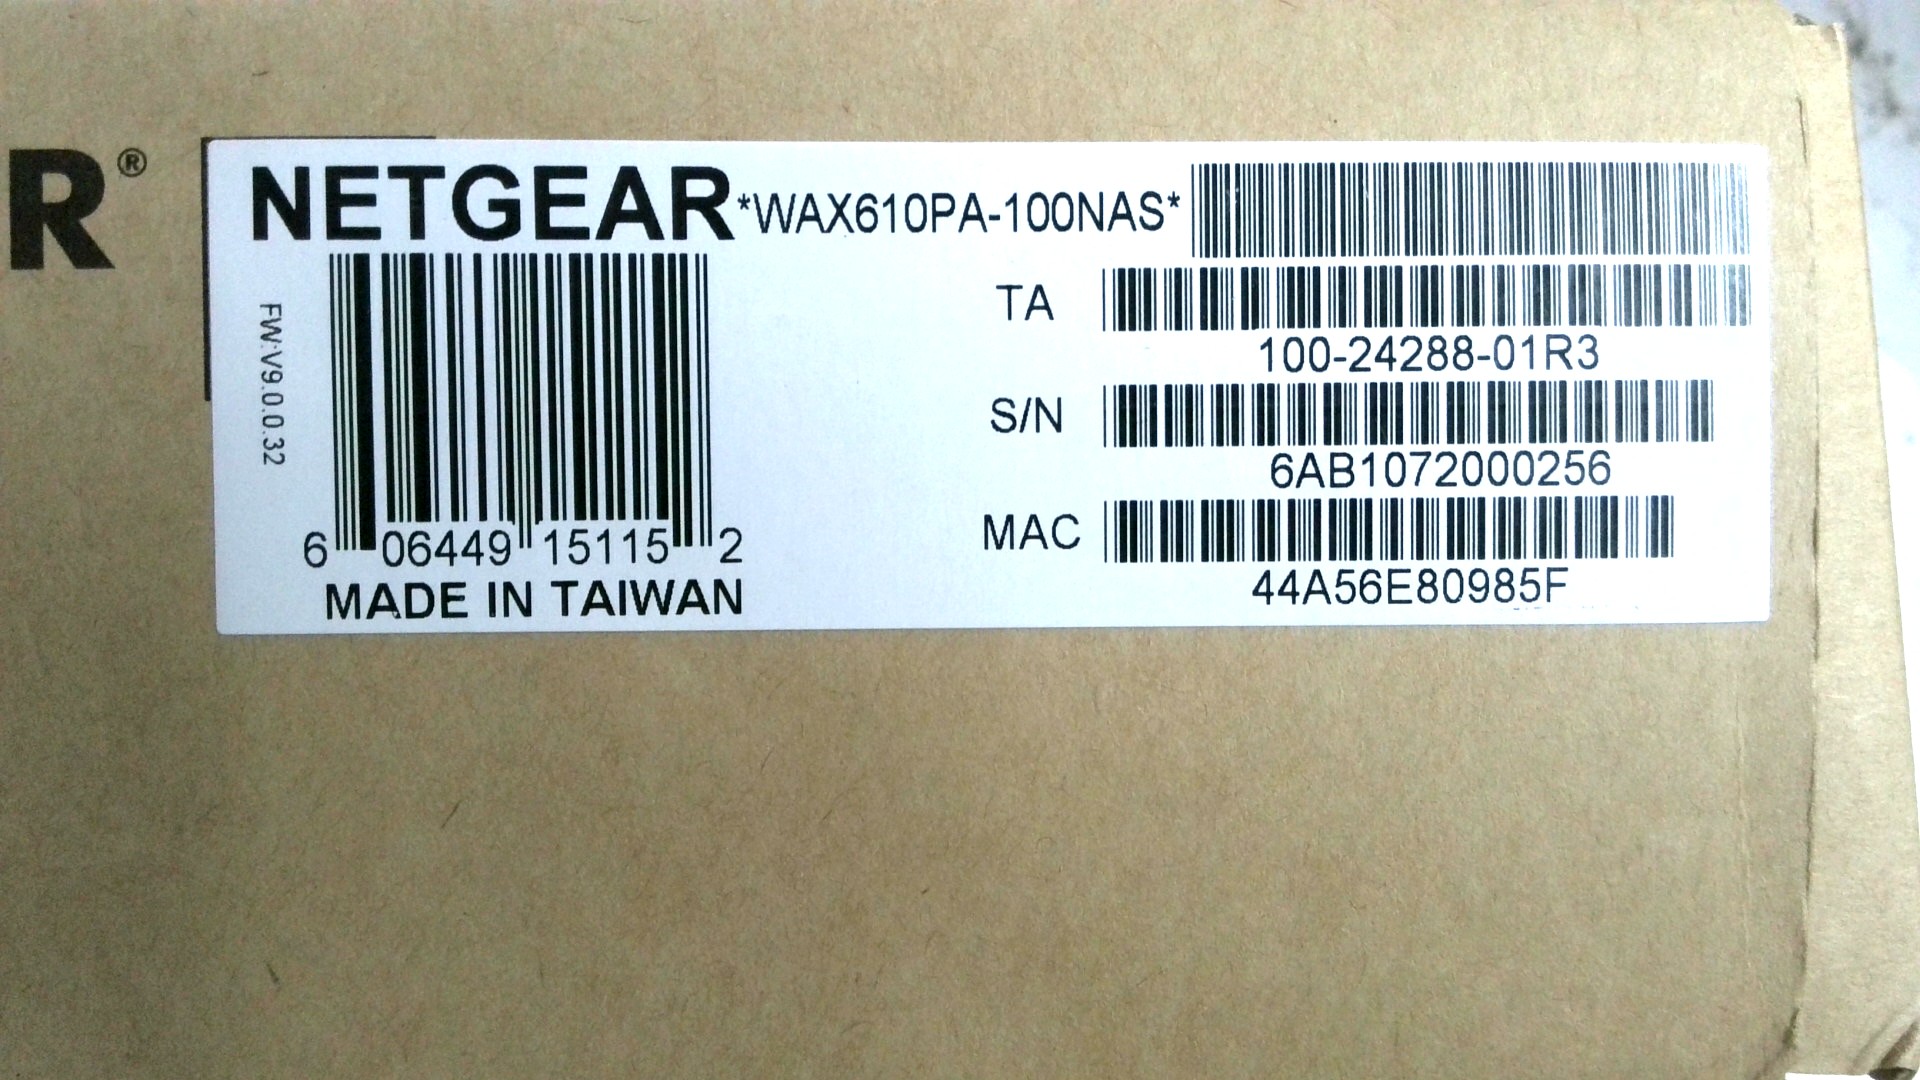 R®
NETGEAR *WAX610PA-100NAS*
FW:V9.0.0.32
6 06449 15115 2
MADE IN TAIWAN
TA
100-24288-01R3
S/N
6AB1072000256
MAC
44A56E80985F